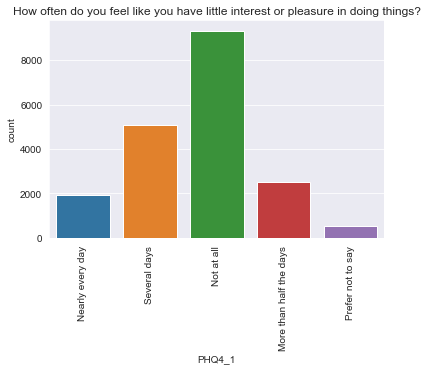 How often do you feel like you have little interest or pleasure in doing things?
count
8000
6000
4000
2000
0
Nearly every day
Several days
Not at all
More than half the days
Prefer not to say
PHQ4_1